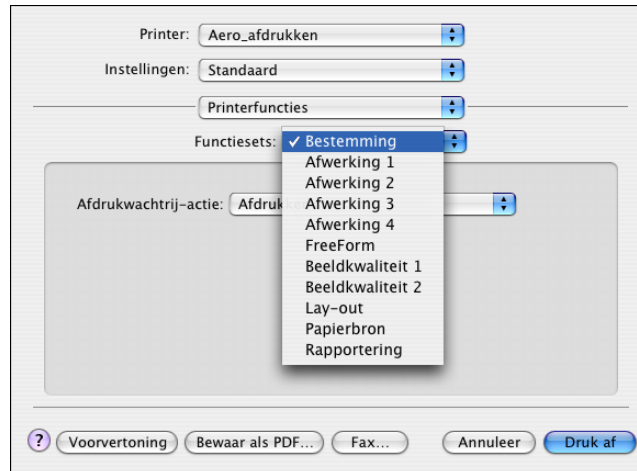 Printer: Aero_afdrukken
Instellingen: Standaard
Printerfuncties
Functiesets: ✓ Bestemming
Afwerking 1
Afwerking 2
Afdrukwachtrij-actie: Afdruk
Afwerking 3
Afwerking 4
FreeForm
Beeldkwaliteit 1
Beeldkwaliteit 2
Lay-out
Papierbron
Rapportering
? Voorvertoning Bewaar als PDF... Fax... Annuleer Druk af